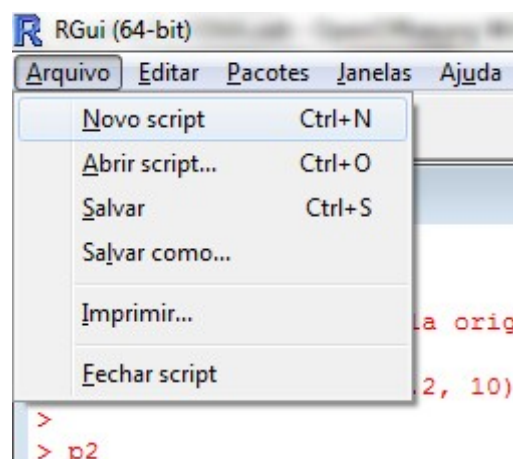 RGui (64-bit)
Arquivo Editar Pacotes Janelas Ajuda
Novo script Ctrl+N
Abrir script... Ctrl+O
Salvar Ctrl+S
Salvar como...
Imprimir...
la orig
Fechar script
.2, 10)
>
> p2